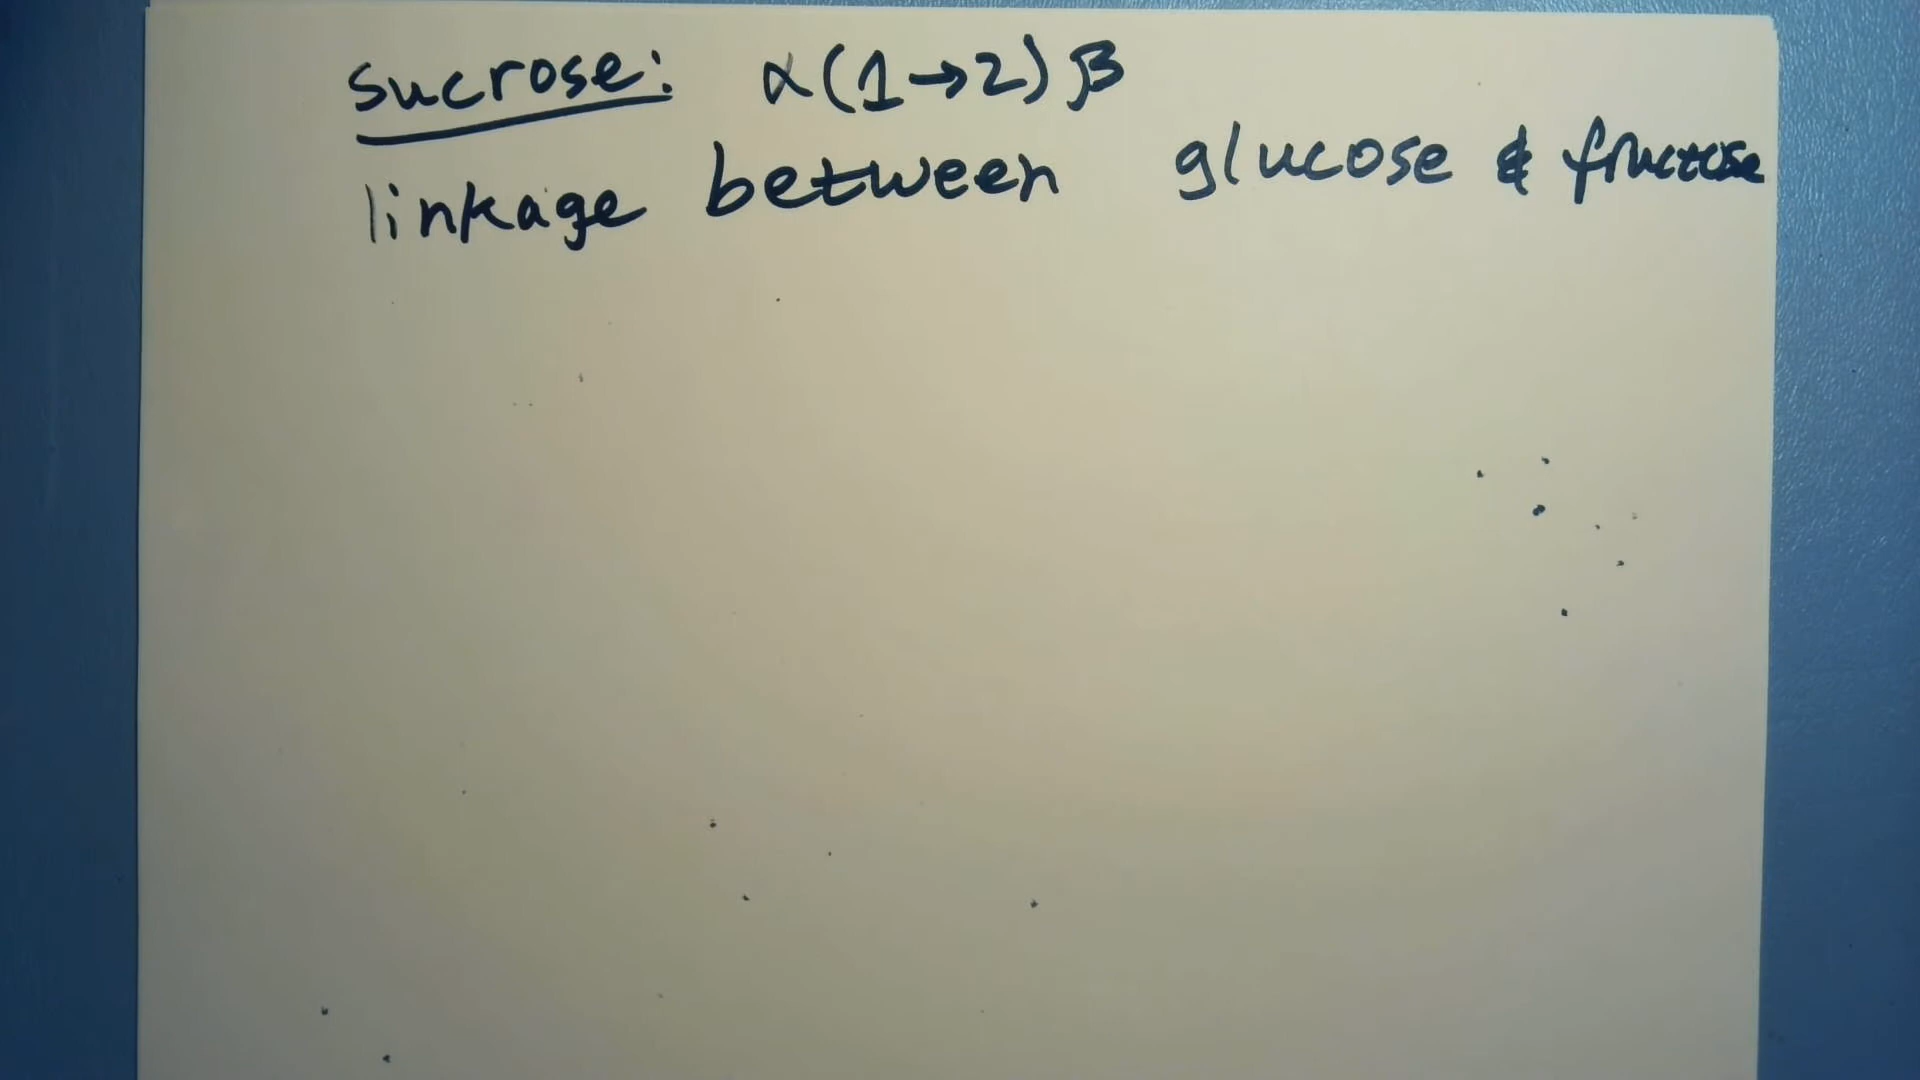 sucrose: α(1→2)β
linkage between glucose & fructose